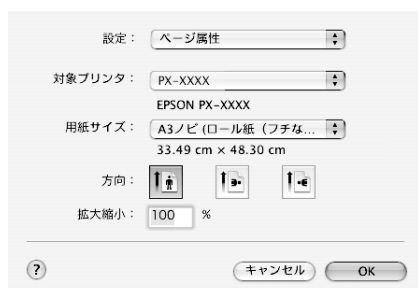 設定： ページ属性
対象プリンタ： PX-XXXX
EPSON PX-XXXX
用紙サイズ： A3ノビ (ロール紙（フチな...
33.49 cm × 48.30 cm
方向：
拡大縮小： 100 %
? キャンセル OK